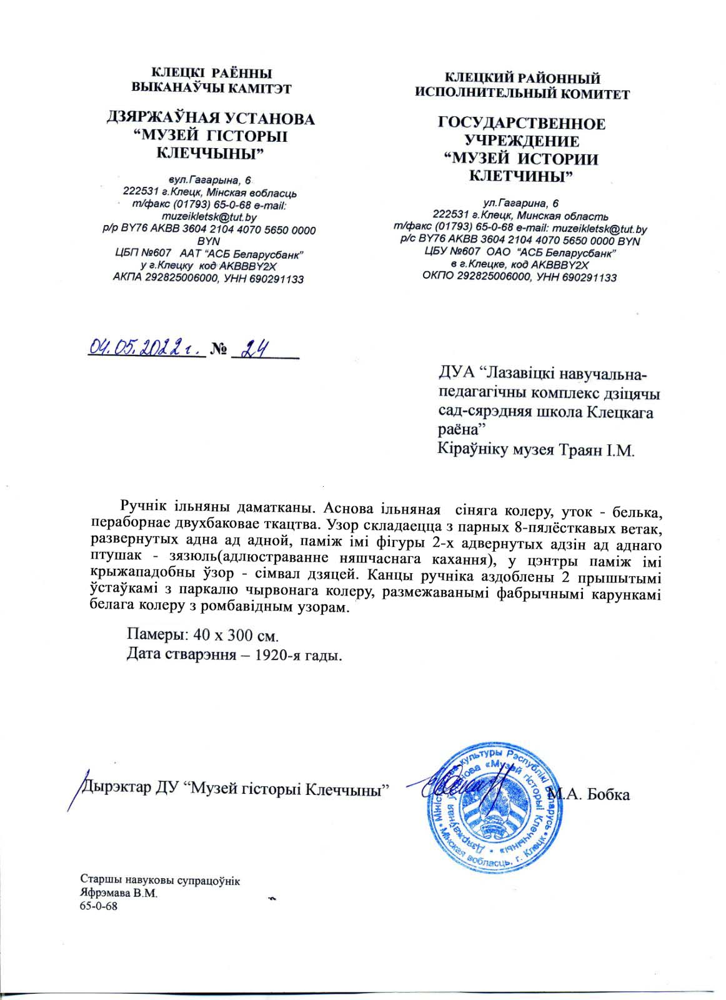 КЛЕЦКІ РАЁННЫ
ВЫКАНАЎЧЫ КАМІТЭТ
ДЗЯРЖАЎНАЯ УСТАНОВА
“МУЗЕЙ ГІСТОРЫІ
КЛЕЧЧЫНЫ”
вул.Гагарына, 6
222531 г.Клецк, Мінская вобласць
т/факс (01793) 65-0-68 e-mail:
muzeikletsk@tut.by
р/р BY76 AKBB 3604 2104 4070 5650 0000
BYN
ЦБП №607 ААТ “АСБ Беларусбанк”
у г.Клецку код AKBBBY2X
АКПА 292825006000, УНН 690291133
КЛЕЦКИЙ РАЙОННЫЙ
ИСПОЛНИТЕЛЬНЫЙ КОМИТЕТ
ГОСУДАРСТВЕННОЕ
УЧРЕЖДЕНИЕ
“МУЗЕЙ ИСТОРИИ
КЛЕТЧИНЫ”
ул.Гагарина, 6
222531 г.Клецк, Минская область
т/факс (01793) 65-0-68 e-mail: muzeikletsk@tut.by
р/с BY76 AKBB 3604 2104 4070 5650 0000 BYN
ЦБУ №607 ОАО “АСБ Беларусбанк”
в г.Клецке, код AKBBBY2X
ОКПО 292825006000, УНН 690291133
04.05.2022 г. № 24
ДУА “Лазавіцкі навучальна-
педагагічны комплекс дзіцячы
сад-сярэдняя школа Клецкага
раёна”
Кіраўніку музея Траян І.М.
Ручнік ільняны даматканы. Аснова ільняная сіняга колеру, уток - белька,
пераборнае двухбаковае ткацтва. Узор складаецца з парных 8-пялёсткавых ветак,
развернутых адна ад адной, паміж імі фігуры 2-х адвернутых адзін ад аднаго
птушак - зязюль(адлюстраванне няшчаснага кахання), у цэнтры паміж імі
крыжападобны ўзор - сімвал дзяцей. Канцы ручніка аздоблены 2 прышытымі
ўстаўкамі з паркалю чырвонага колеру, размежаванымі фабрычнымі карункамі
белага колеру з ромбавідным узорам.
Памеры: 40 х 300 см.
Дата стварэння – 1920-я гады.
Дырэктар ДУ “Музей гісторыі Клеччыны”
М.А. Бобка
культуры Рэспублікі Беларусь
• Мінская вобласць, г. Клецк •
Дзяржаўная «Музей гісторыі Клеччыны» •
Старшы навуковы супрацоўнік
Яфрэмава В.М.
65-0-68